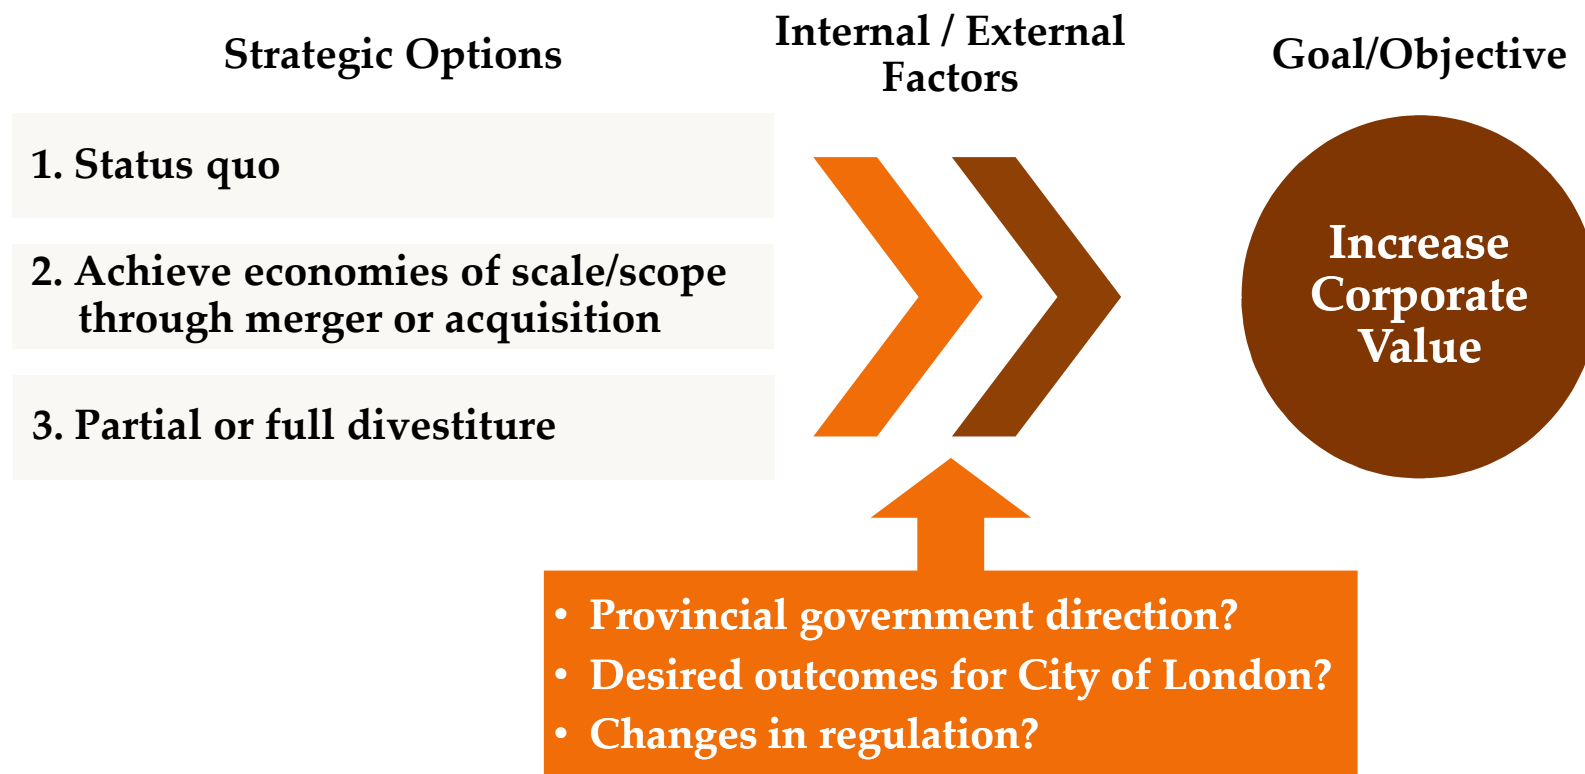 Strategic Options
Internal / External
Factors
Goal/Objective
1. Status quo
2. Achieve economies of scale/scope
through merger or acquisition
3. Partial or full divestiture
Increase
Corporate
Value
• Provincial government direction?
• Desired outcomes for City of London?
• Changes in regulation?